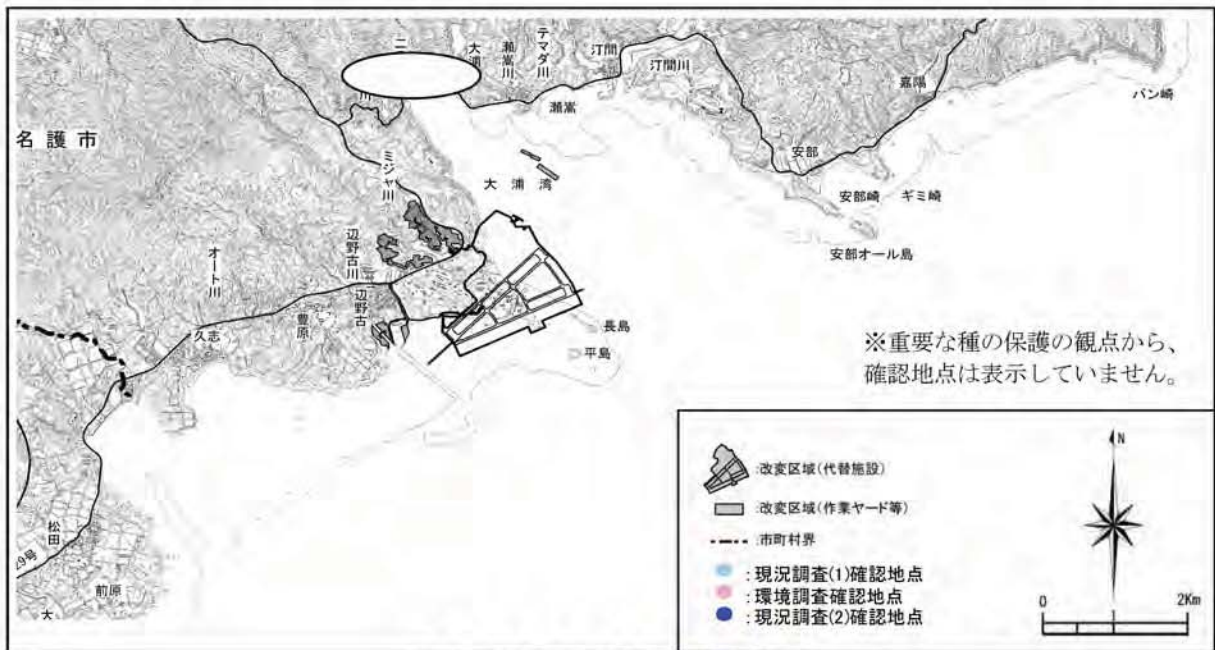 二
大浦
川
瀬嵩川
テマダ川
汀間
汀間川
瀬嵩
嘉陽
バン崎
名護市
ミジャ川
大浦湾
安部
安部崎
ギミ崎
安部オール島
辺野古川
辺野古
オート川
豊原
久志
長島
平島
※重要な種の保護の観点から、
確認地点は表示していません。
松田
29号
前原
大
:改変区域(代替施設)
:改変区域(作業ヤード等)
:市町村界
:現況調査(1)確認地点
:環境調査確認地点
:現況調査(2)確認地点
N
0 2Km